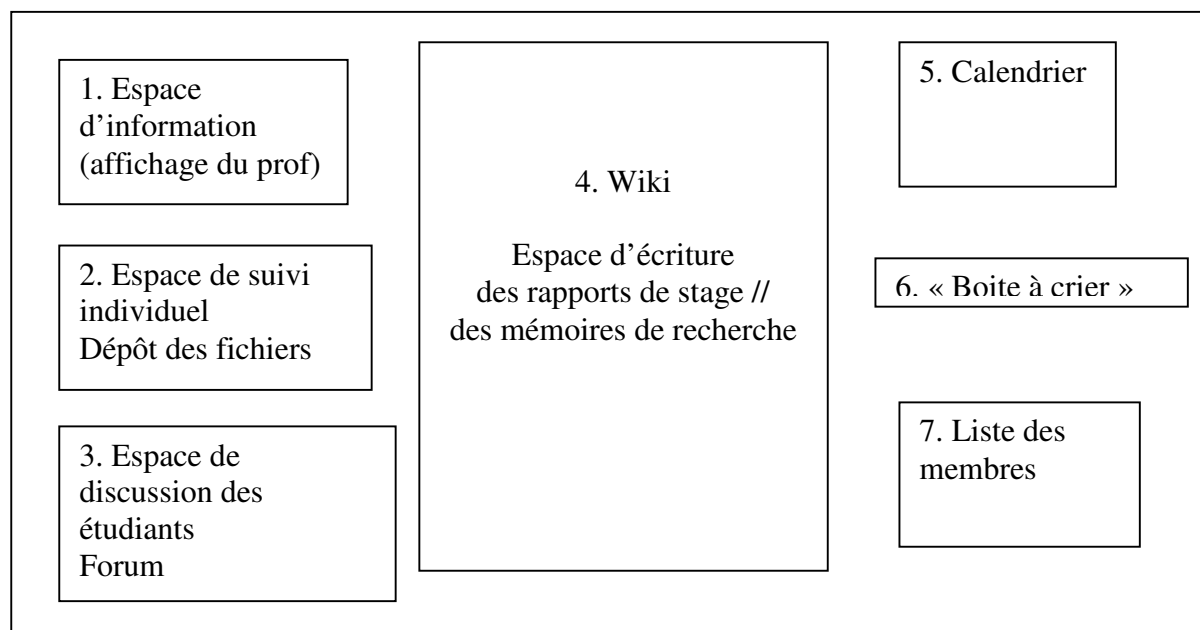 1. Espace
d’information
(affichage du prof)
2. Espace de suivi
individuel
Dépôt des fichiers
3. Espace de
discussion des
étudiants
Forum
4. Wiki
Espace d’écriture
des rapports de stage //
des mémoires de recherche
5. Calendrier
6. « Boite à crier »
7. Liste des
membres